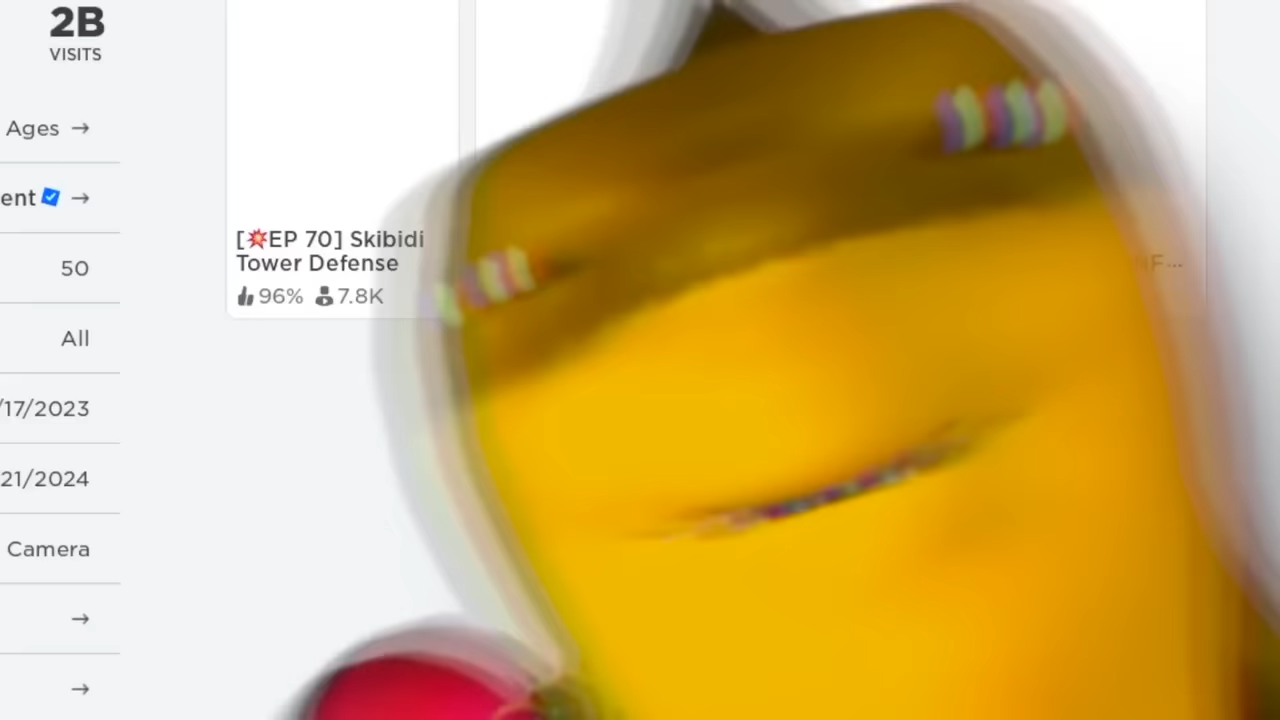 2B
VISITS
Ages →
ent →
50
All
/17/2023
21/2024
Camera
→
→
[💥EP 70] Skibidi
Tower Defense
96% 7.8K